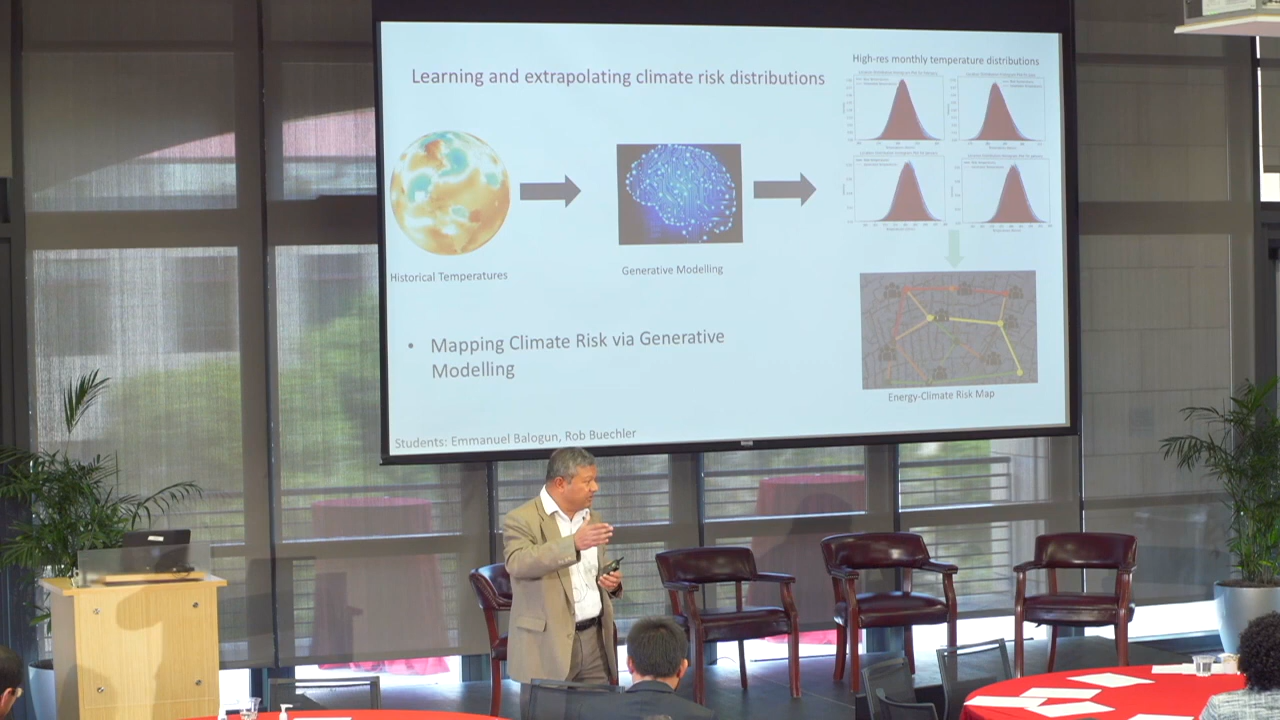 High-res monthly temperature distributions
Learning and extrapolating climate risk distributions
Historical Temperatures
Generative Modelling
• Mapping Climate Risk via Generative
Modelling
Energy-Climate Risk Map
Students: Emmanuel Balogun, Rob Buechler